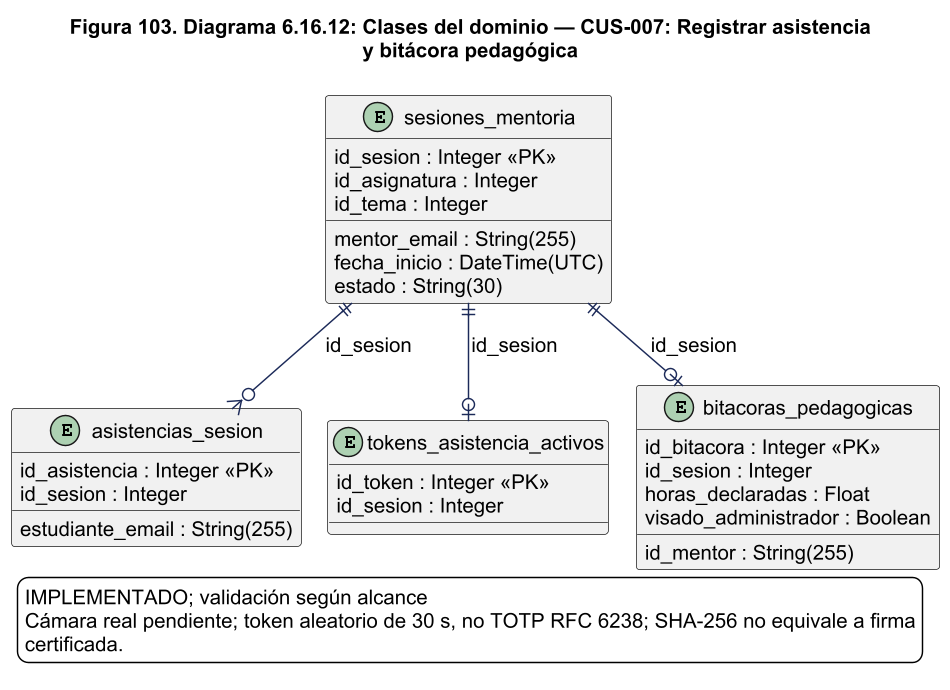 Figura 103. Diagrama 6.16.12: Clases del dominio — CUS-007: Registrar asistencia
y bitácora pedagógica
E sesiones_mentoria
id_sesion : Integer «PK»
id_asignatura : Integer
id_tema : Integer
mentor_email : String(255)
fecha_inicio : DateTime(UTC)
estado : String(30)
id_sesion
id_sesion
id_sesion
E asistencias_sesion
id_asistencia : Integer «PK»
id_sesion : Integer
estudiante_email : String(255)
E tokens_asistencia_activos
id_token : Integer «PK»
id_sesion : Integer
E bitacoras_pedagogicas
id_bitacora : Integer «PK»
id_sesion : Integer
horas_declaradas : Float
visado_administrador : Boolean
id_mentor : String(255)
IMPLEMENTADO; validación según alcance
Cámara real pendiente; token aleatorio de 30 s, no TOTP RFC 6238; SHA-256 no equivale a firma
certificada.